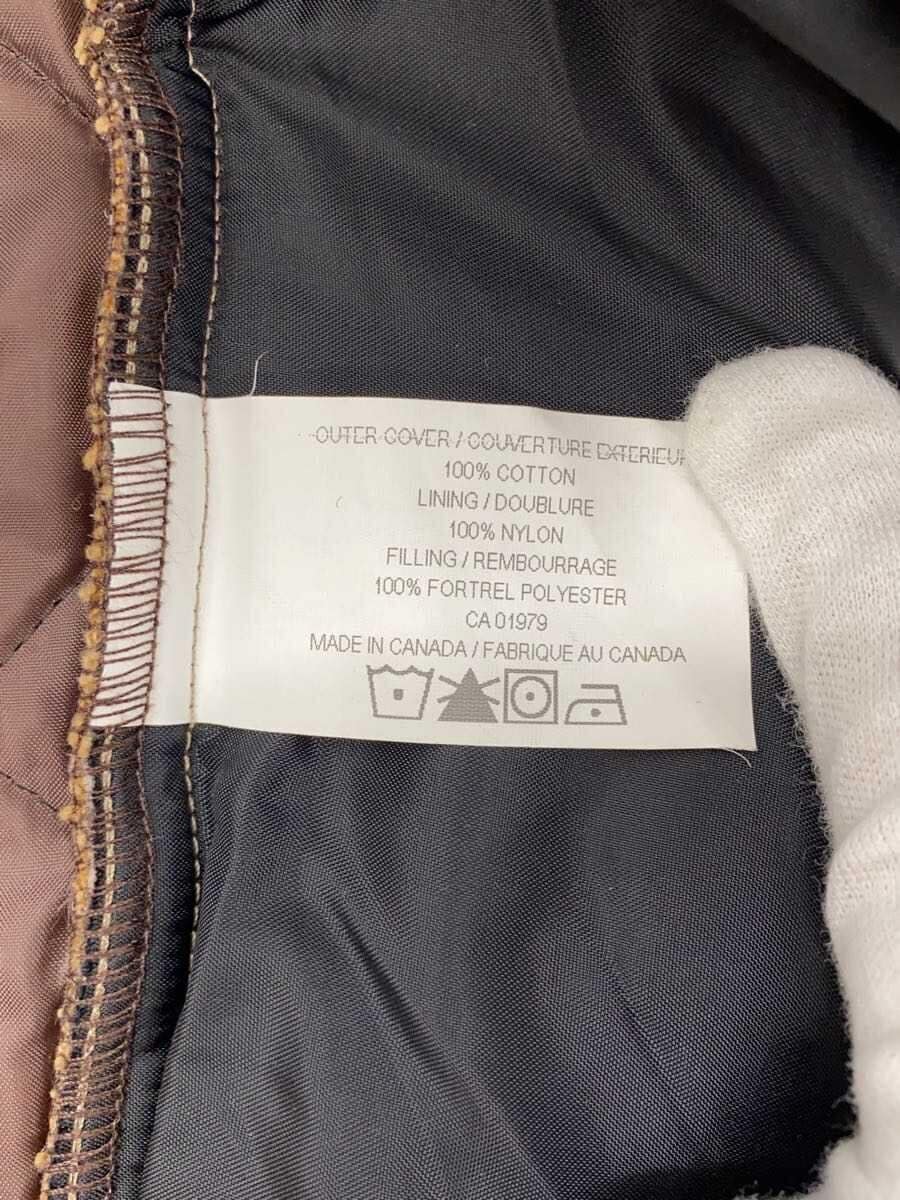 OUTER COVER / COUVERTURE EXTERIEUR
100% COTTON
LINING / DOUBLURE
100% NYLON
FILLING / REMBOURRAGE
100% FORTREL POLYESTER
CA 01979
MADE IN CANADA / FABRIQUE AU CANADA